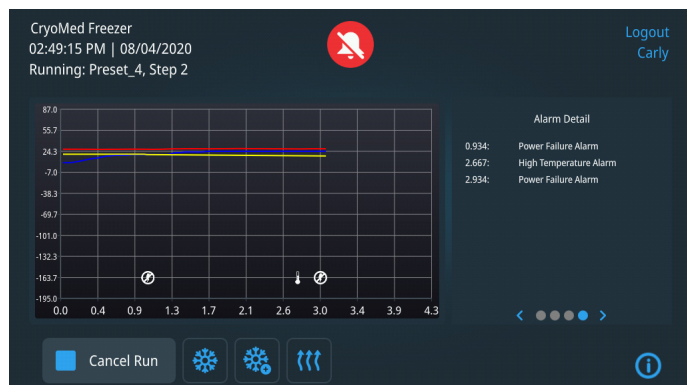 CryoMed Freezer
02:49:15 PM | 08/04/2020
Running: Preset_4, Step 2
Logout
Carly
87.0
55.7
24.3
-7.0
-38.3
-69.7
-101.0
-132.3
-163.7
-195.0
0.0 0.4 0.9 1.3 1.7 2.1 2.6 3.0 3.4 3.9 4.3
Alarm Detail
0.934: Power Failure Alarm
2.667: High Temperature Alarm
2.934: Power Failure Alarm
Cancel Run